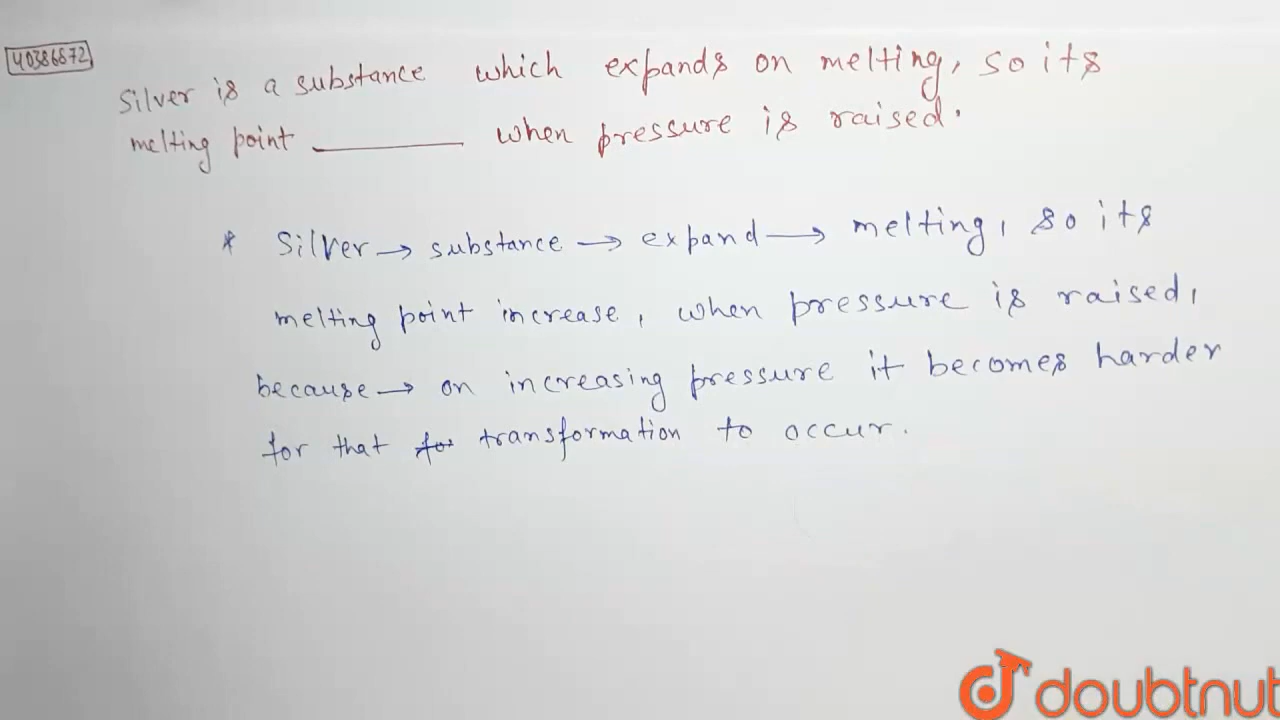 40386872
Silver is a substance which expands on melting, so its
melting point ________ when pressure is raised.
* Silver → substance → expand → melting, so its
melting point increase, when pressure is raised,
because → on increasing pressure it becomes harder
for that for transformation to occur.
doubtnut